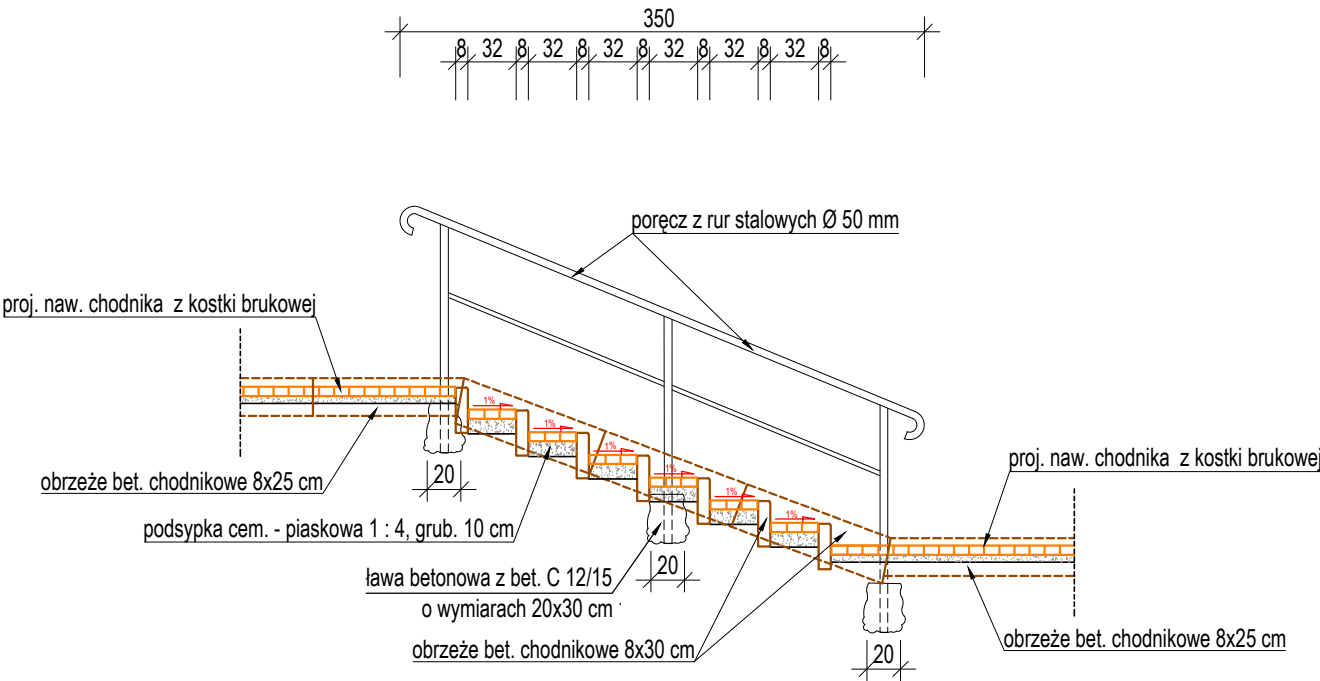 350
8 32 8 32 8 32 8 32 8 32 8 32 8
poręcz z rur stalowych Ø 50 mm
proj. naw. chodnika z kostki brukowej
1%
1%
1%
1%
1%
1%
obrzeże bet. chodnikowe 8x25 cm
20
proj. naw. chodnika z kostki brukowej
podsypka cem. - piaskowa 1 : 4, grub. 10 cm
ława betonowa z bet. C 12/15
o wymiarach 20x30 cm
20
obrzeże bet. chodnikowe 8x30 cm
20
obrzeże bet. chodnikowe 8x25 cm